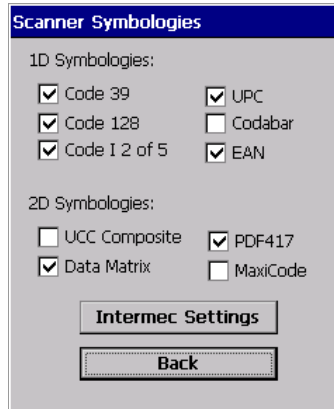 Scanner Symbologies
1D Symbologies:
Code 39 UPC
Code 128 Codabar
Code I 2 of 5 EAN
2D Symbologies:
UCC Composite PDF417
Data Matrix MaxiCode
Intermec Settings
Back